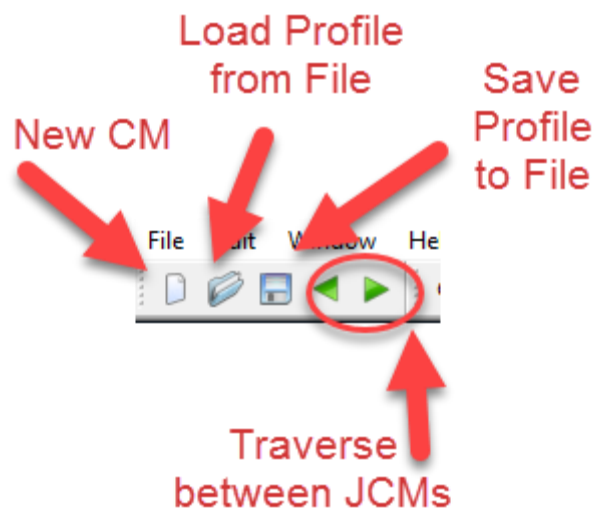 Load Profile
from File
Save
Profile
to File
New CM
File
Window
Traverse
between JCMs